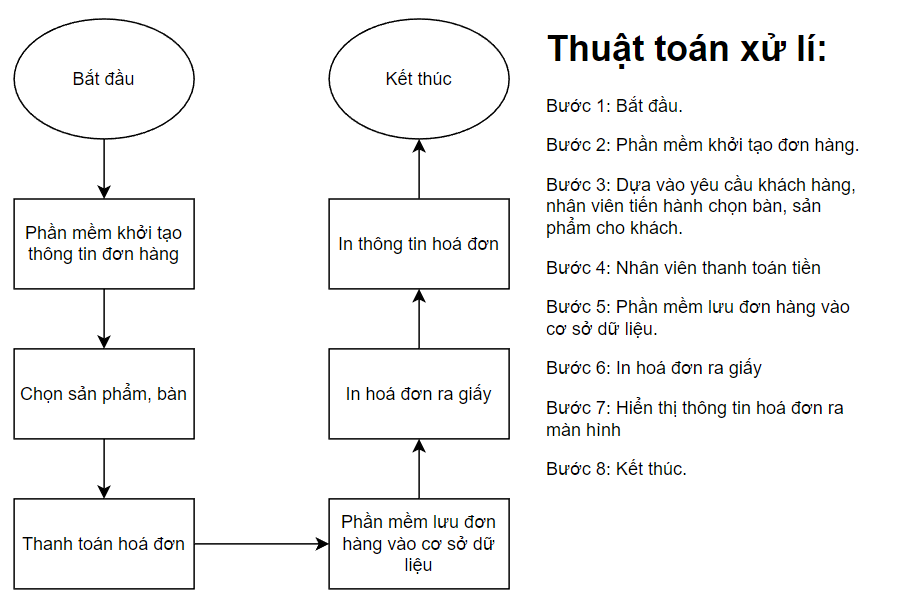 Bắt đầu
Phần mềm khởi tạo
thông tin đơn hàng
Chọn sản phẩm, bàn
Thanh toán hoá đơn
Phần mềm lưu đơn
hàng vào cơ sở dữ
liệu
In hoá đơn ra giấy
In thông tin hoá đơn
Kết thúc
Thuật toán xử lí:
Bước 1: Bắt đầu.
Bước 2: Phần mềm khởi tạo đơn hàng.
Bước 3: Dựa vào yêu cầu khách hàng,
nhân viên tiến hành chọn bàn, sản
phẩm cho khách.
Bước 4: Nhân viên thanh toán tiền
Bước 5: Phần mềm lưu đơn hàng vào
cơ sở dữ liệu.
Bước 6: In hoá đơn ra giấy
Bước 7: Hiển thị thông tin hoá đơn ra
màn hình
Bước 8: Kết thúc.